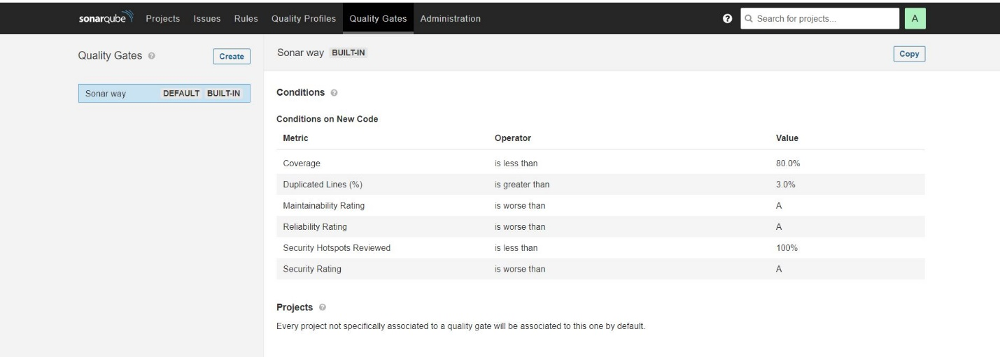 sonarqube Projects Issues Rules Quality Profiles Quality Gates Administration ? Search for projects... A
Quality Gates ? Create
Sonar way DEFAULT BUILT-IN
Sonar way BUILT-IN Copy
Conditions ?
Conditions on New Code
Metric Operator Value
Coverage is less than 80.0%
Duplicated Lines (%) is greater than 3.0%
Maintainability Rating is worse than A
Reliability Rating is worse than A
Security Hotspots Reviewed is less than 100%
Security Rating is worse than A
Projects ?
Every project not specifically associated to a quality gate will be associated to this one by default.